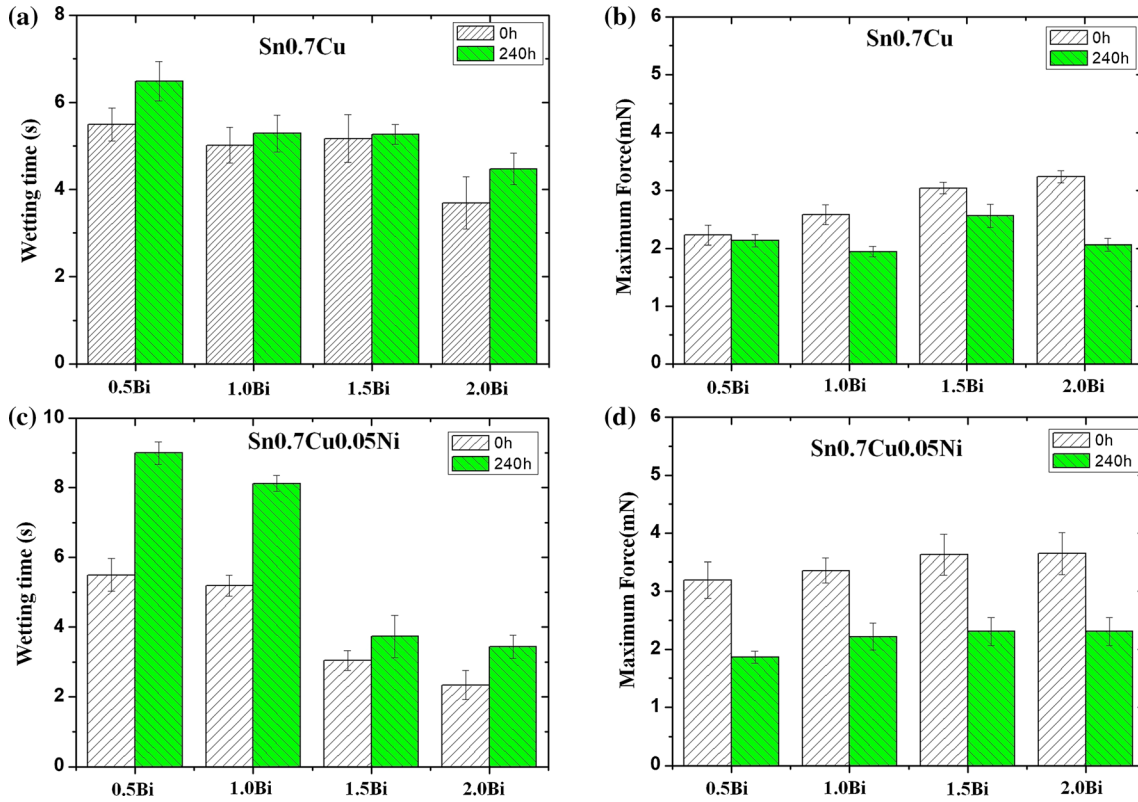 (a)
Sn0.7Cu
0h
240h
Wetting time (s)
8
6
4
2
0
0.5Bi 1.0Bi 1.5Bi 2.0Bi
(b)
Sn0.7Cu
0h
240h
Maximum Force(mN)
6
5
4
3
2
1
0
0.5Bi 1.0Bi 1.5Bi 2.0Bi
(c)
Sn0.7Cu0.05Ni
0h
240h
Wetting time (s)
10
8
6
4
2
0
0.5Bi 1.0Bi 1.5Bi 2.0Bi
(d)
Sn0.7Cu0.05Ni
0h
240h
Maximum Force(mN)
6
5
4
3
2
1
0
0.5Bi 1.0Bi 1.5Bi 2.0Bi